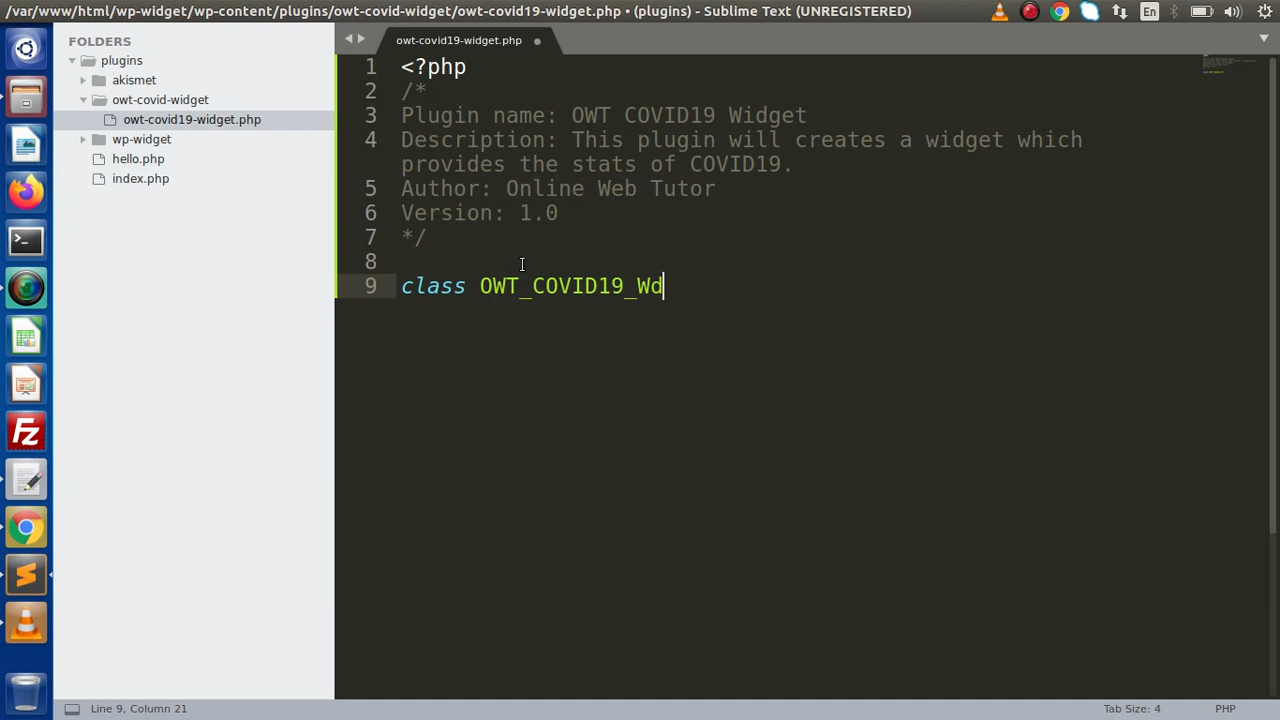 /var/www/html/wp-widget/wp-content/plugins/owt-covid-widget/owt-covid19-widget.php • (plugins) - Sublime Text (UNREGISTERED)
En
FOLDERS
plugins
akismet
owt-covid-widget
owt-covid19-widget.php
wp-widget
hello.php
index.php
owt-covid19-widget.php
1 <?php
2 /*
3 Plugin name: OWT COVID19 Widget
4 Description: This plugin will creates a widget which
provides the stats of COVID19.
5 Author: Online Web Tutor
6 Version: 1.0
7 */
8
9 class OWT_COVID19_Wd
Line 9, Column 21
Tab Size: 4
PHP